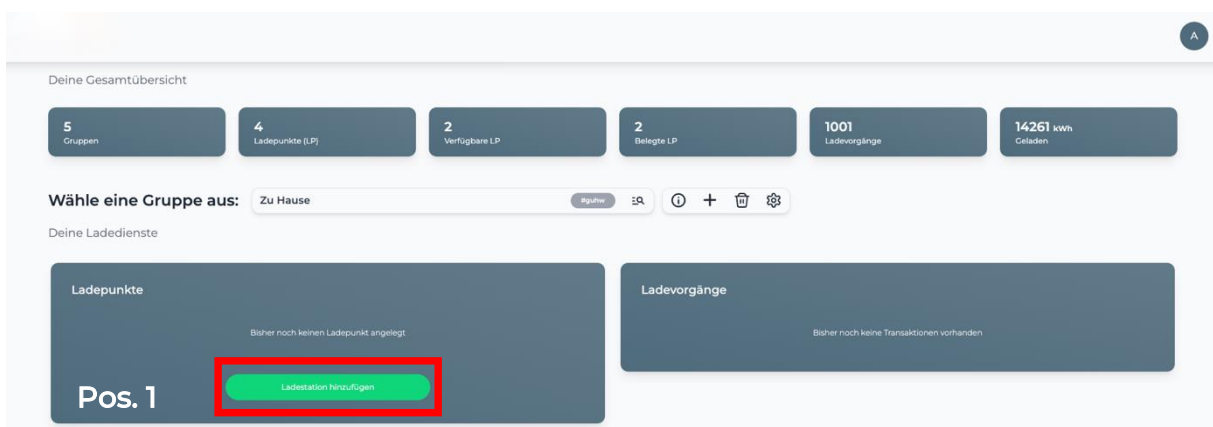 A
Deine Gesamtübersicht
5
Gruppen
4
Ladepunkte (LP)
2
Verfügbare LP
2
Belegte LP
1001
Ladevorgänge
14261 kWh
Geladen
Wähle eine Gruppe aus: Zu Hause #guhw
Deine Ladedienste
Ladepunkte
Bisher noch keinen Ladepunkt angelegt
Ladestation hinzufügen
Pos. 1
Ladevorgänge
Bisher noch keine Transaktionen vorhanden